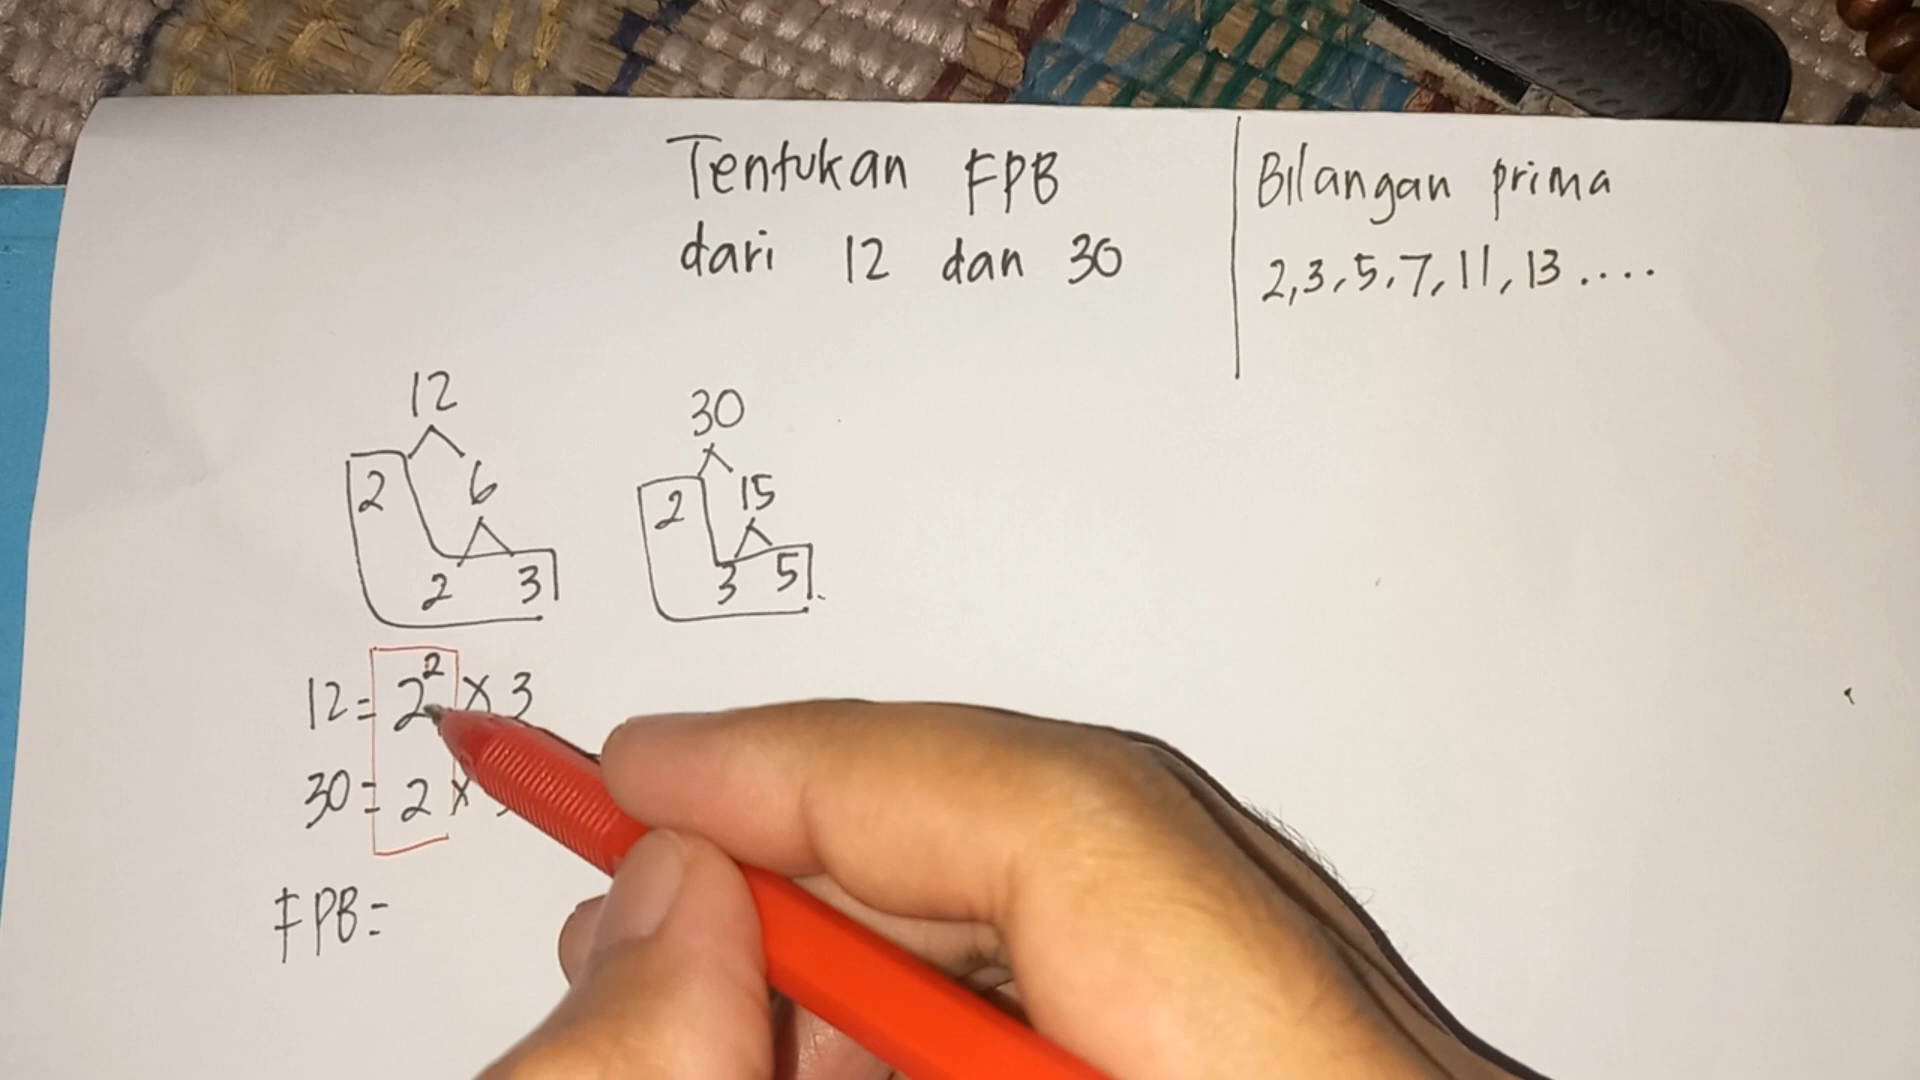 Tentukan FPB
dari 12 dan 30
Bilangan prima
2,3,5,7,11,13....
12
2 6
2 3
30
2 15
3 5
12= 2² x 3
30= 2 x
FPB=